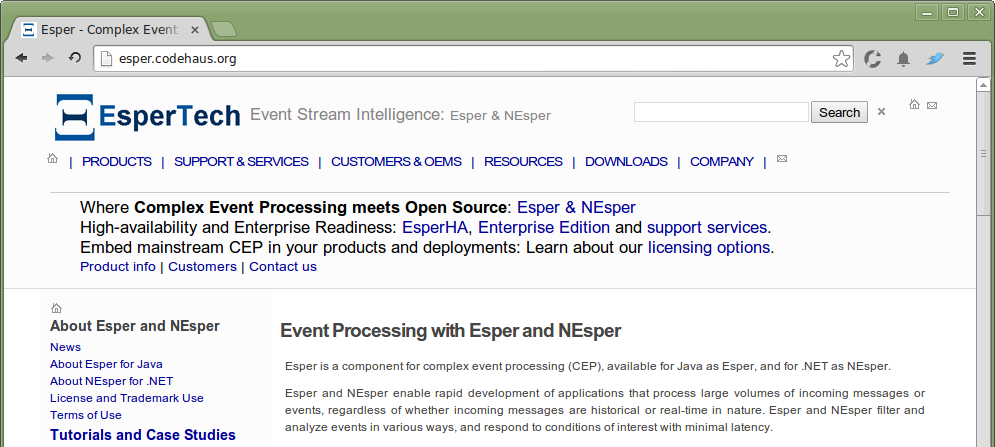 Esper - Complex Event
esper.codehaus.org
EsperTech Event Stream Intelligence: Esper & NEsper Search
| PRODUCTS | SUPPORT & SERVICES | CUSTOMERS & OEMS | RESOURCES | DOWNLOADS | COMPANY |
Where Complex Event Processing meets Open Source: Esper & NEsper
High-availability and Enterprise Readiness: EsperHA, Enterprise Edition and support services.
Embed mainstream CEP in your products and deployments: Learn about our licensing options.
Product info | Customers | Contact us
About Esper and NEsper
News
About Esper for Java
About NEsper for .NET
License and Trademark Use
Terms of Use
Tutorials and Case Studies
Event Processing with Esper and NEsper
Esper is a component for complex event processing (CEP), available for Java as Esper, and for .NET as NEsper.
Esper and NEsper enable rapid development of applications that process large volumes of incoming messages or
events, regardless of whether incoming messages are historical or real-time in nature. Esper and NEsper filter and
analyze events in various ways, and respond to conditions of interest with minimal latency.